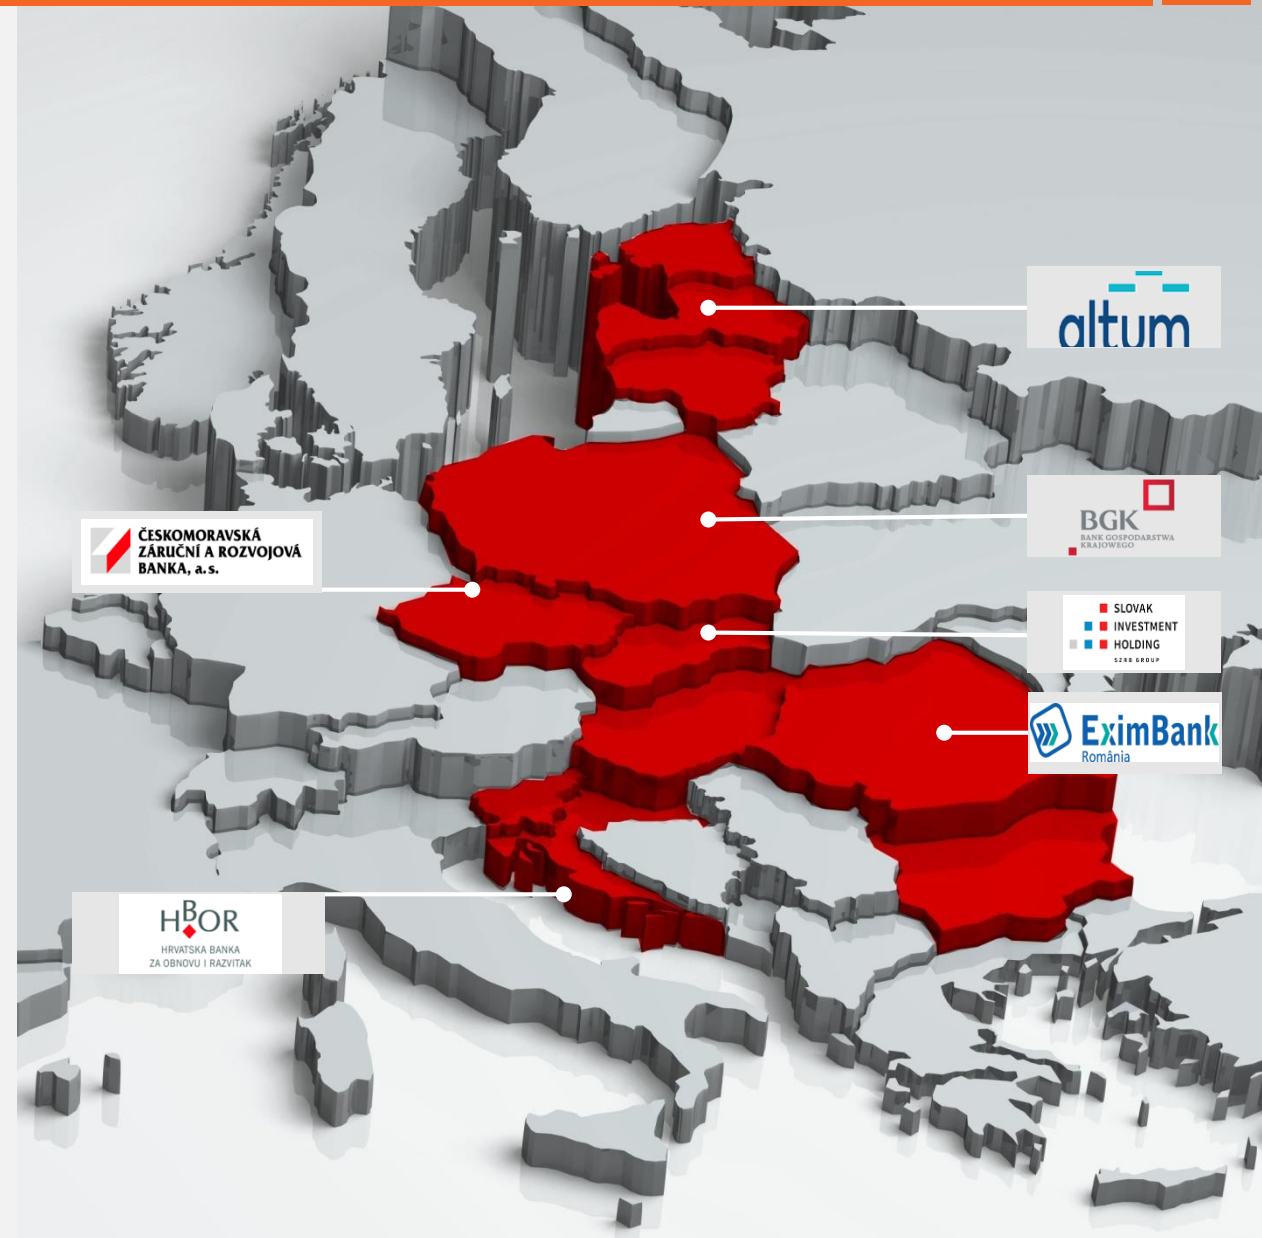 altum
BGK
BANK GOSPODARSTWA
KRAJOWEGO
ČESKOMORAVSKÁ
ZÁRUČNÍ A ROZVOJOVÁ
BANKA, a.s.
SLOVAK
INVESTMENT
HOLDING
SZRB GROUP
EximBank
România
HBOR
HRVATSKA BANKA
ZA OBNOVU I RAZVITAK